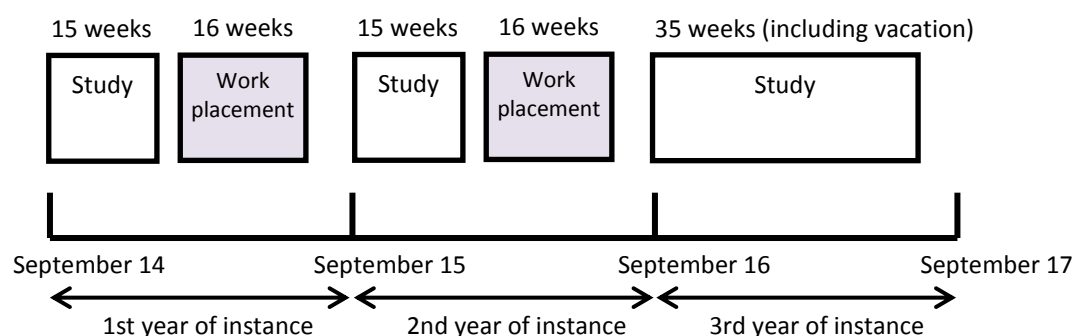 15 weeks 16 weeks 15 weeks 16 weeks 35 weeks (including vacation)
Study Work placement Study Work placement Study
September 14 September 15 September 16 September 17
1st year of instance 2nd year of instance 3rd year of instance